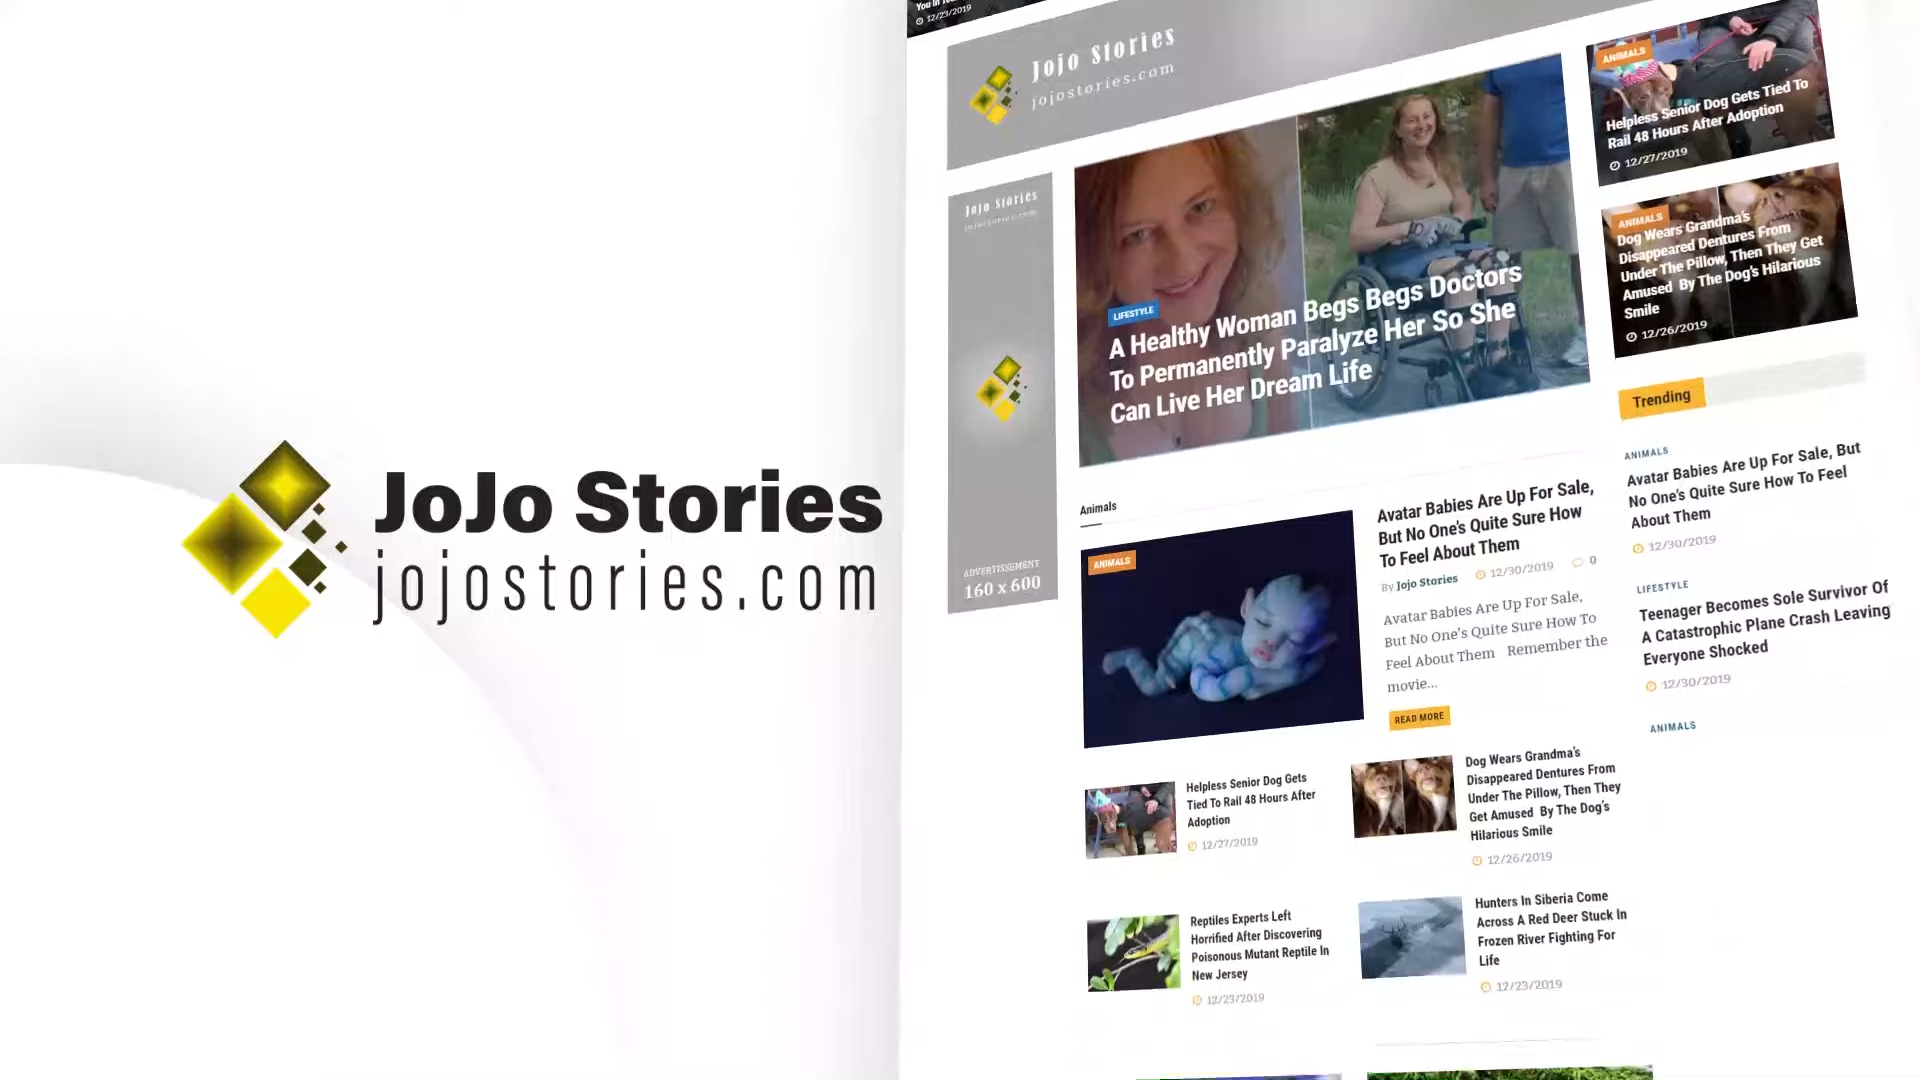 JoJo Stories
jojostories.com
12/23/2019
Jojo Stories
jojostories.com
Jojo Stories
ADVERTISEMENT
160 x 600
LIFESTYLE
A Healthy Woman Begs Begs Doctors
To Permanently Paralyze Her So She
Can Live Her Dream Life
ANIMALS
Helpless Senior Dog Gets Tied To
Rail 48 Hours After Adoption
12/27/2019
ANIMALS
Dog Wears Grandma's
Disappeared Dentures From
Under The Pillow, Then They Get
Amused By The Dog's Hilarious
Smile
12/26/2019
Animals
ANIMALS
Avatar Babies Are Up For Sale,
But No One's Quite Sure How
To Feel About Them
By Jojo Stories 12/30/2019 0
Avatar Babies Are Up For Sale,
But No One's Quite Sure How To
Feel About Them Remember the
movie...
READ MORE
Helpless Senior Dog Gets
Tied To Rail 48 Hours After
Adoption
12/27/2019
Dog Wears Grandma's
Disappeared Dentures From
Under The Pillow, Then They
Get Amused By The Dog's
Hilarious Smile
12/26/2019
Reptiles Experts Left
Horrified After Discovering
Poisonous Mutant Reptile In
New Jersey
12/23/2019
Hunters In Siberia Come
Across A Red Deer Stuck In
Frozen River Fighting For
Life
12/23/2019
Trending
ANIMALS
Avatar Babies Are Up For Sale, But
No One's Quite Sure How To Feel
About Them
12/30/2019
LIFESTYLE
Teenager Becomes Sole Survivor Of
A Catastrophic Plane Crash Leaving
Everyone Shocked
12/30/2019
ANIMALS